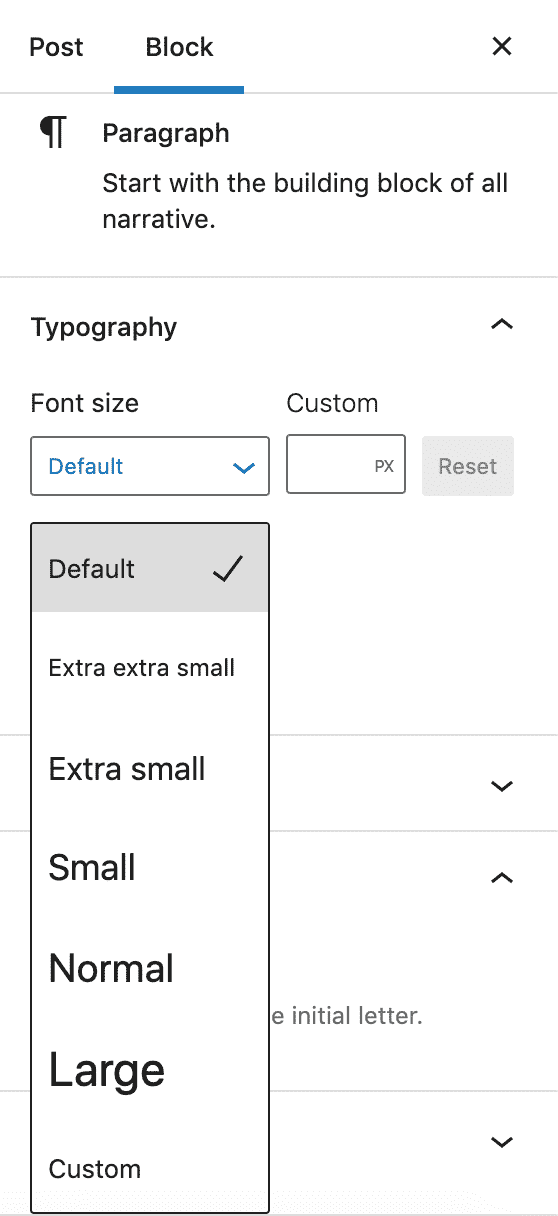 Post Block
Paragraph
Start with the building block of all
narrative.
Typography
Font size Custom
Default PX Reset
Default
Extra extra small
Extra small
Small
Normal
e initial letter.
Large
Custom